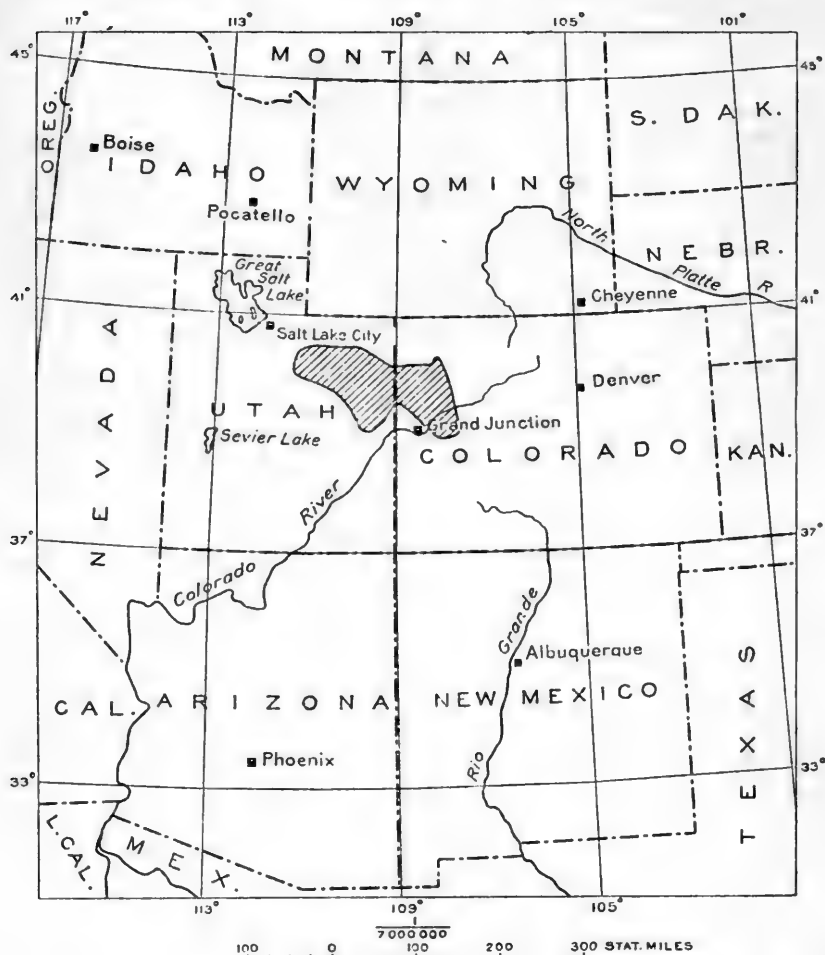 117° 113° 109° 105° 101°
45° 45°
MONTANA
OREG.
Boise
IDAHO
Pocatello
WYOMING
S. DAK.
NEBR.
North
Platte
R
Great
Salt
Lake
41° 41°
Cheyenne
Salt Lake City
NEVADA
UTAH
Sevier Lake
Denver
Grand Junction
COLORADO
KAN.
River
Colorado
37° 37°
Grande
Rio
Albuquerque
CAL.
ARIZONA
NEW MEXICO
TEXAS
Phoenix
33° 33°
L. CAL.
MEX.
113° 109° 105°
1
7000000
100 0 100 200 300 STAT. MILES